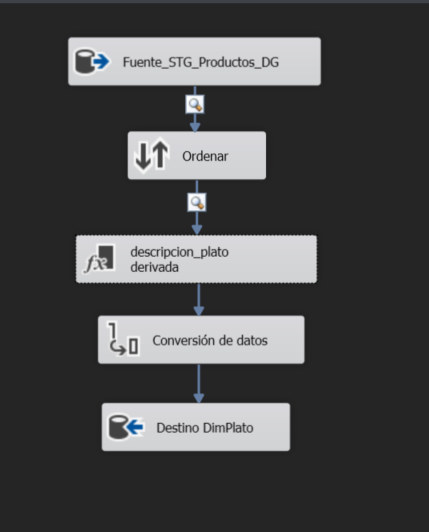 Fuente_STG_Productos_DG
Ordenar
descripcion_plato
derivada
Conversión de datos
Destino DimPlato